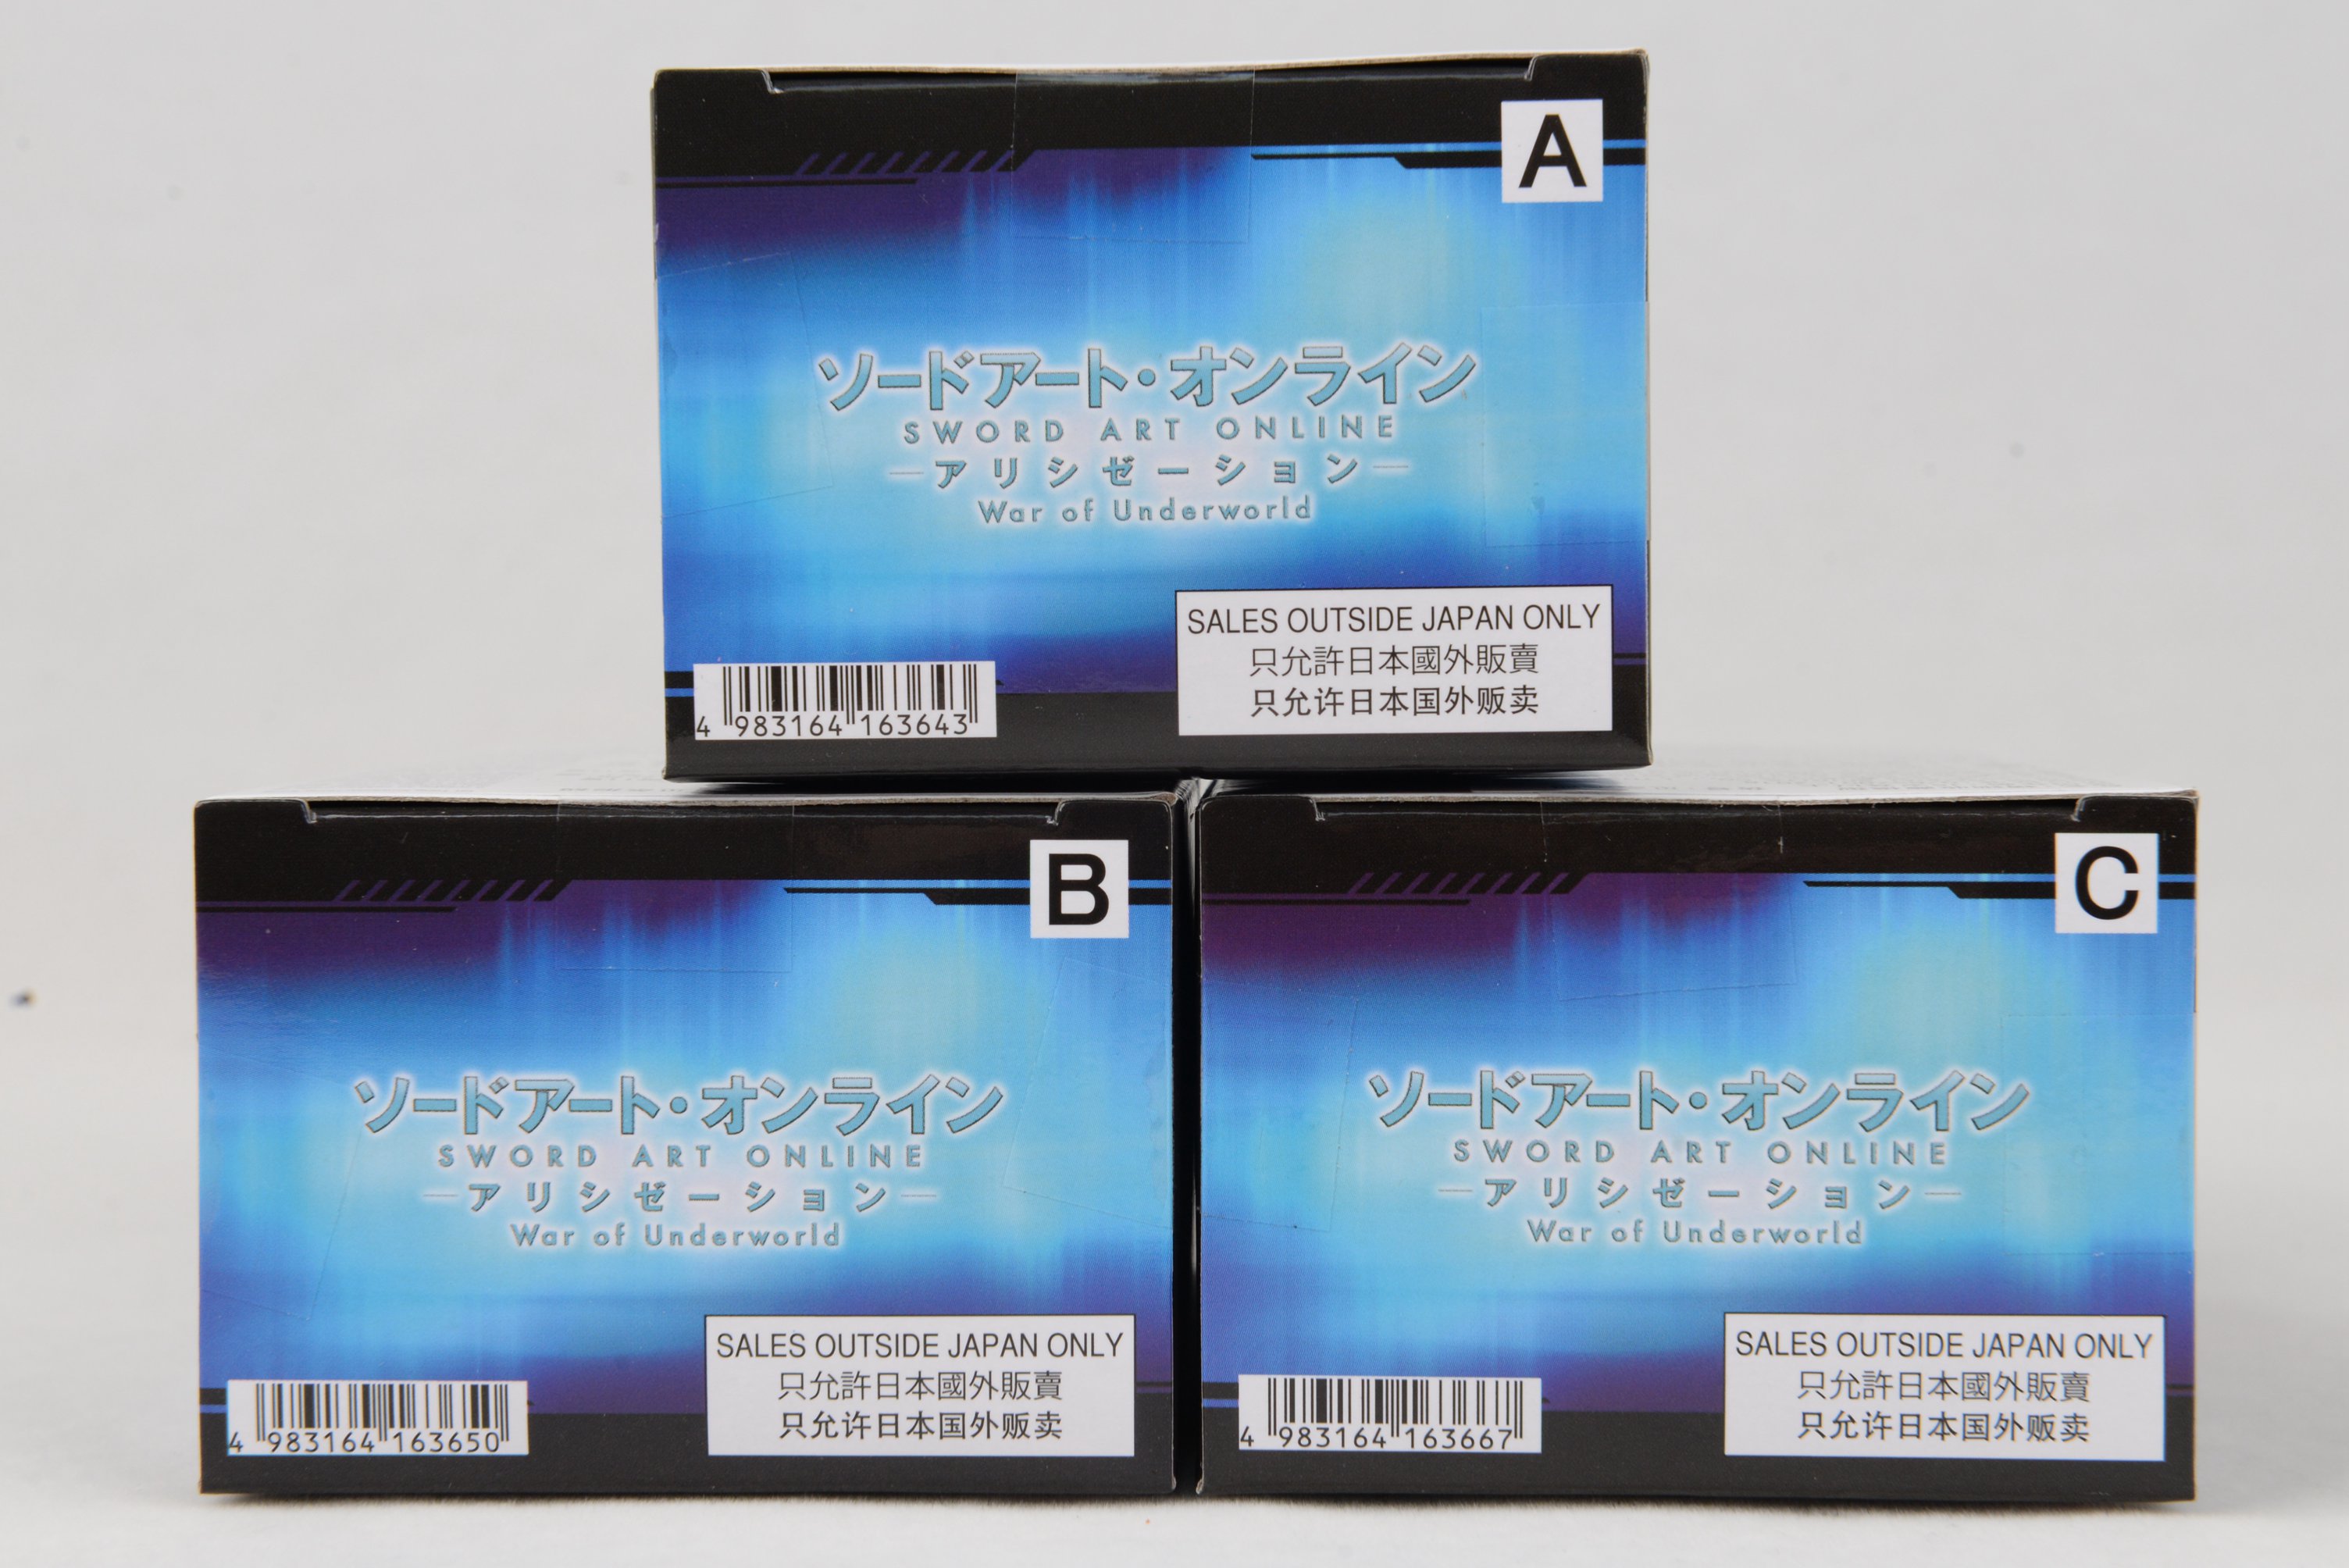 A
ソードアート・オンライン
SWORD ART ONLINE
アリシゼーション
War of Underworld
SALES OUTSIDE JAPAN ONLY
只允許日本國外販賣
只允许日本国外贩卖
4 983164 163643
B
ソードアート・オンライン
SWORD ART ONLINE
アリシゼーション
War of Underworld
SALES OUTSIDE JAPAN ONLY
只允許日本國外販賣
只允许日本国外贩卖
4 983164 163650
C
ソードアート・オンライン
SWORD ART ONLINE
アリシゼーション
War of Underworld
SALES OUTSIDE JAPAN ONLY
只允許日本國外販賣
只允许日本国外贩卖
4 983164 163667